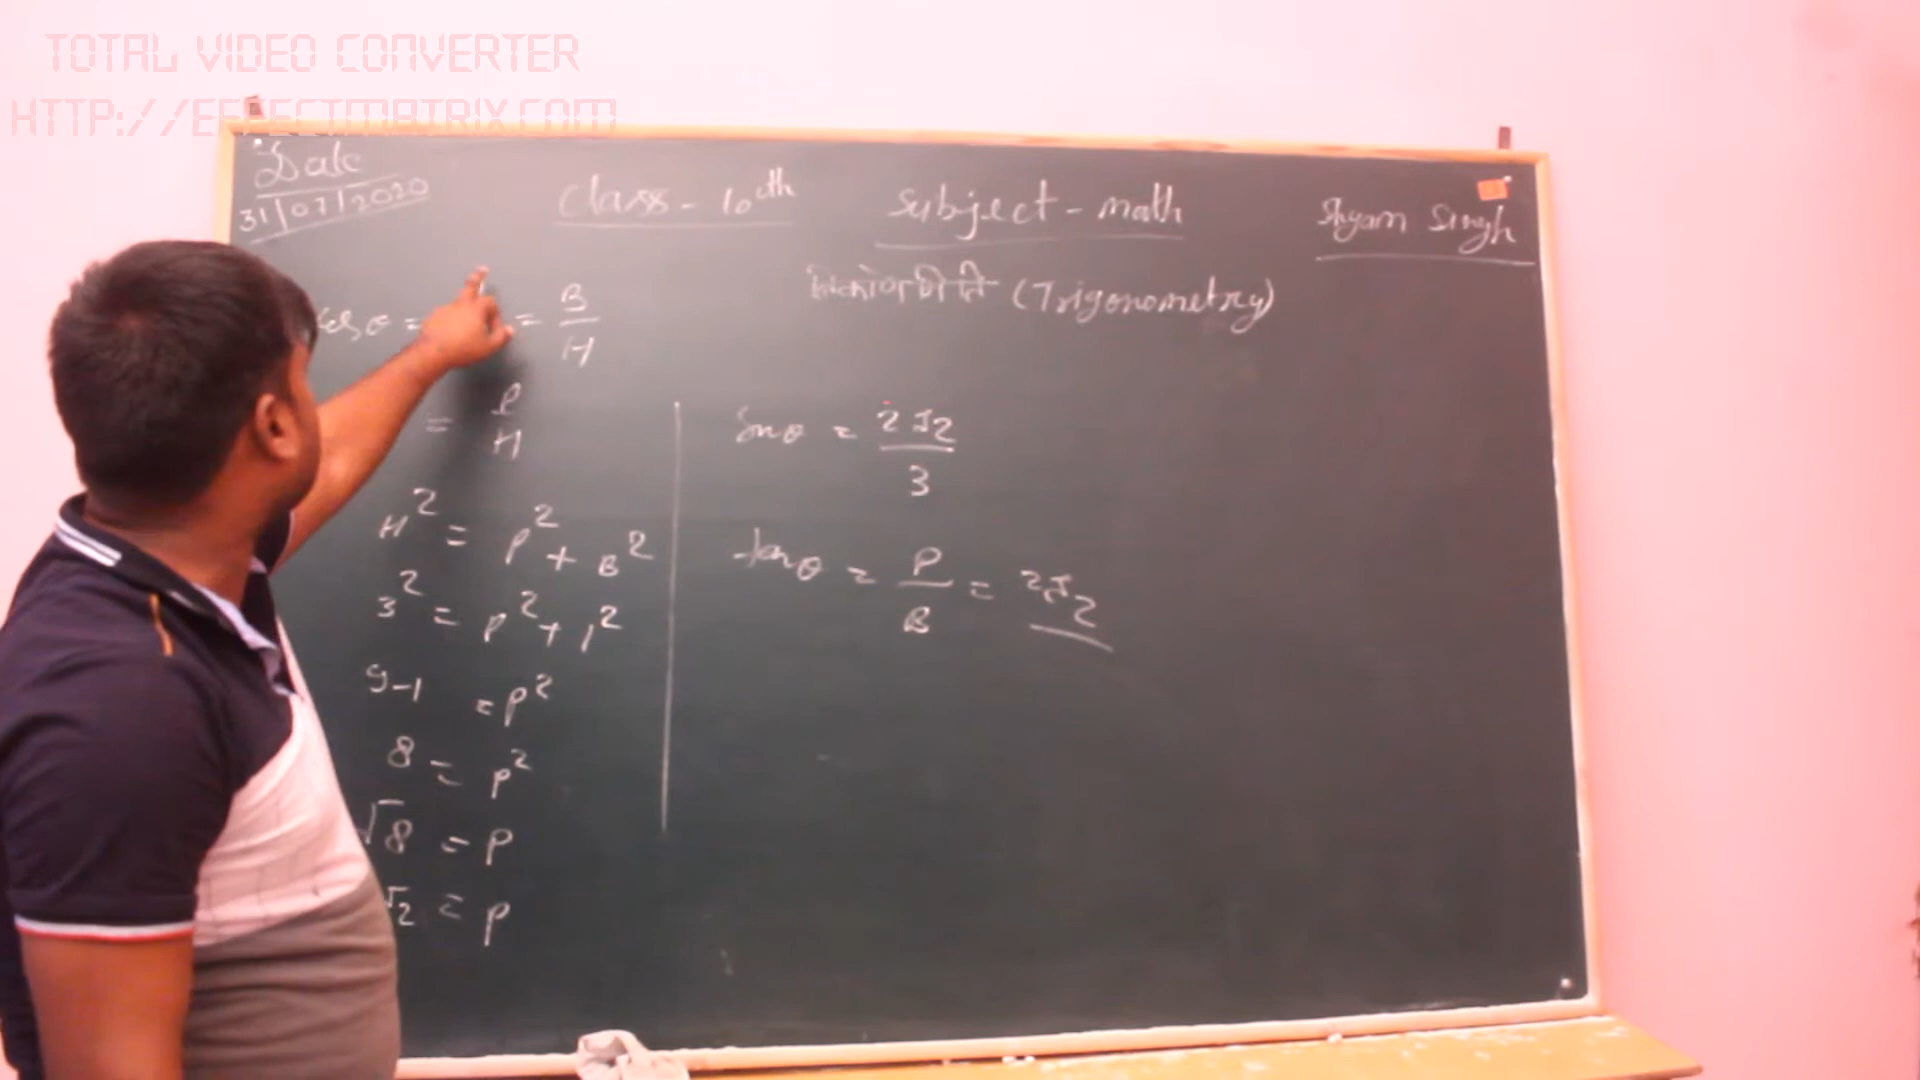 TOTAL VIDEO CONVERTER
HTTP://EFFECTMATRIX.COM
Date
31/07/2020
Class - 10th
Subject - math
Shyam Singh
त्रिकोणमिति (Trigonometry)
Cosθ = = B/H
= P/H
H² = P² + B²
3² = P² + 1²
9-1 = P²
8 = P²
√8 = P
√2 = P
Sinθ = 2√2/3
tanθ = P/B = 2√2